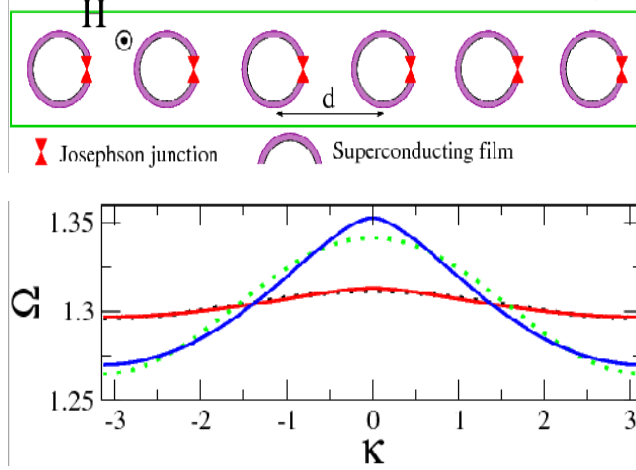 H
d
Josephson junction
Superconducting film
1.35
1.3
1.25
Ω
-3 -2 -1 0 1 2 3
κ